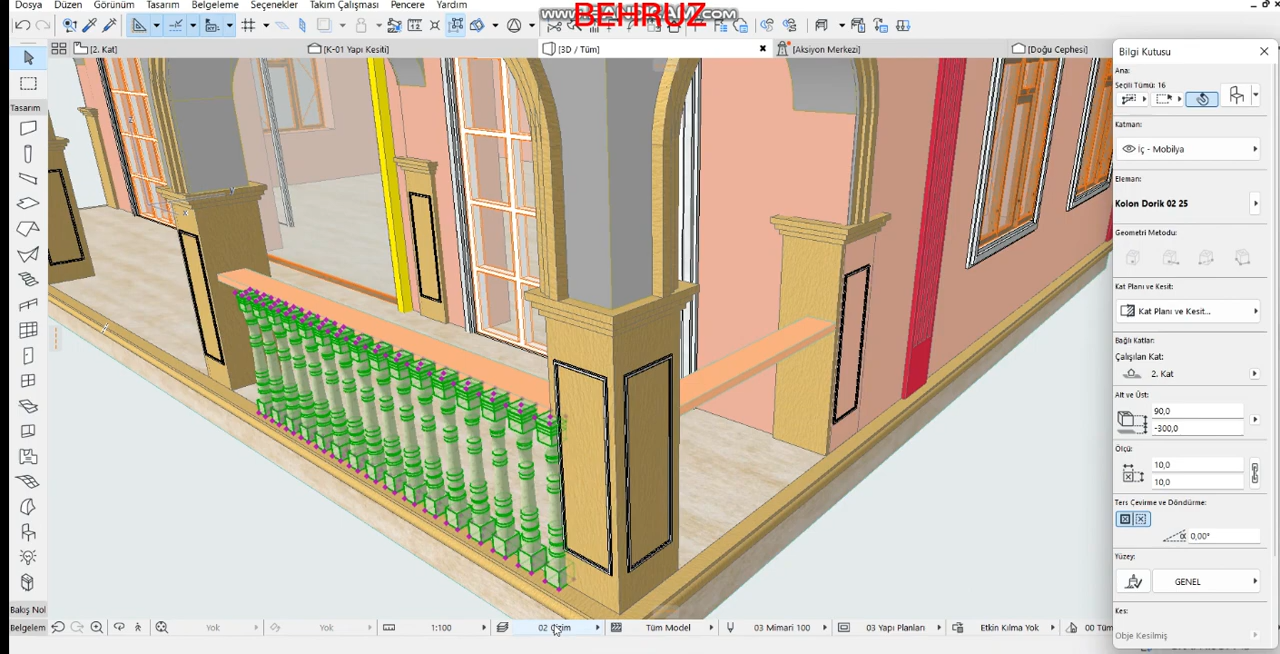 Dosya Düzen Görünüm Tasarım Belgeleme Seçenekler Takım Çalışması Pencere Yardım
BEHRUZ
[2. Kat] [K-01 Yapı Kesiti] [3D / Tüm] [Aksiyon Merkezi] [Doğu Cephesi]
Bilgi Kutusu
Ana:
Seçili Tümü: 16
Tasarım
Katman:
İç - Mobilya
Eleman:
Kolon Dorik 02 25
Geometri Metodu:
Kat Planı ve Kesit:
Kat Planı ve Kesit...
Bağlı Katlar:
Çalışılan Kat:
2. Kat
Alt ve Üst:
90,0
-300,0
Ölçü:
10,0
10,0
Ters Çevirme ve Döndürme:
α 0,00°
Yüzey:
GENEL
Kes:
Obje Kesilmiş
Bakış Nol
Belgelem Yok Yok 1:100 02 Çizim Tüm Model 03 Mimari 100 03 Yapı Planları Etkin Kılma Yok 00 Tüm